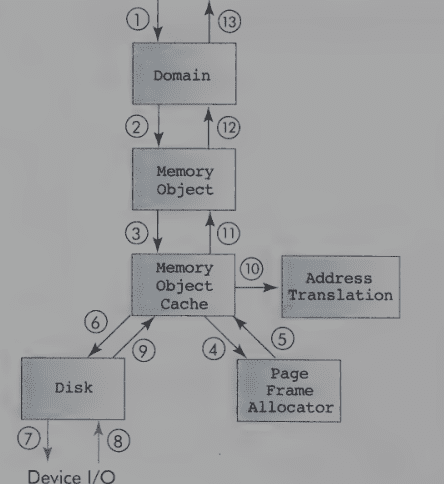 ① ⑬
Domain
② ⑫
Memory
Object
③ ⑪
Memory
Object
Cache
⑩
Address
Translation
⑥ ⑨ ④ ⑤
Disk
Page
Frame
Allocator
⑦ ⑧
Device I/O